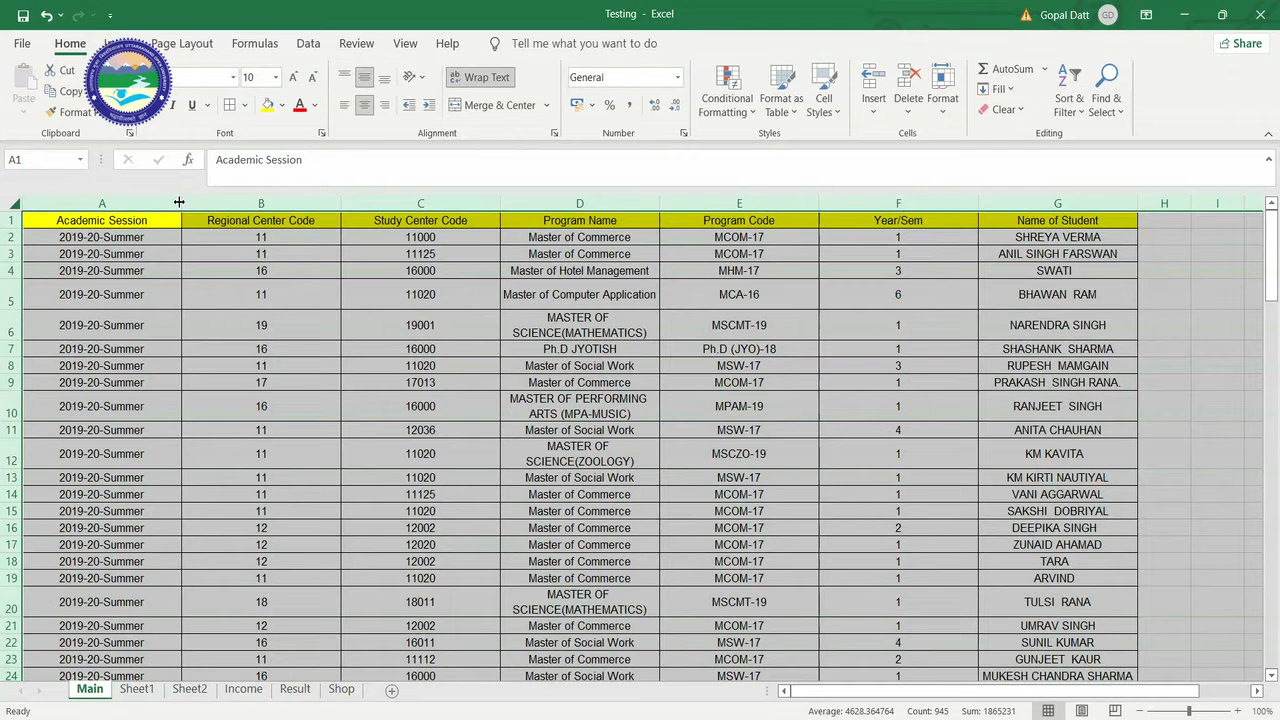 Testing - Excel
Gopal Datt
GD
File
Home
Page Layout
Formulas
Data
Review
View
Help
Tell me what you want to do
Share
Paste
Cut
Copy
Clipboard
10
Font
Wrap Text
Merge & Center
Alignment
General
Number
Conditional Formatting
Format as Table
Cell Styles
Styles
Insert
Delete
Format
Cells
AutoSum
Fill
Clear
Sort & Filter
Find & Select
Editing
A1
fx
Academic Session
A B C D E F G H I
1 Academic Session Regional Center Code Study Center Code Program Name Program Code Year/Sem Name of Student
2 2019-20-Summer 11 11000 Master of Commerce MCOM-17 1 SHREYA VERMA
3 2019-20-Summer 11 11125 Master of Commerce MCOM-17 1 ANIL SINGH FARSWAN
4 2019-20-Summer 16 16000 Master of Hotel Management MHM-17 3 SWATI
5 2019-20-Summer 11 11020 Master of Computer Application MCA-16 6 BHAWAN RAM
6 2019-20-Summer 19 19001 MASTER OF SCIENCE(MATHEMATICS) MSCMT-19 1 NARENDRA SINGH
7 2019-20-Summer 16 16000 Ph.D JYOTISH Ph.D (JYO)-18 1 SHASHANK SHARMA
8 2019-20-Summer 11 11020 Master of Social Work MSW-17 3 RUPESH MAMGAIN
9 2019-20-Summer 17 17013 Master of Commerce MCOM-17 1 PRAKASH SINGH RANA.
10 2019-20-Summer 16 16000 MASTER OF PERFORMING ARTS (MPA-MUSIC) MPAM-19 1 RANJEET SINGH
11 2019-20-Summer 11 12036 Master of Social Work MSW-17 4 ANITA CHAUHAN
12 2019-20-Summer 11 11020 MASTER OF SCIENCE(ZOOLOGY) MSCZO-19 1 KM KAVITA
13 2019-20-Summer 11 11020 Master of Social Work MSW-17 1 KM KIRTI NAUTIYAL
14 2019-20-Summer 11 11125 Master of Commerce MCOM-17 1 VANI AGGARWAL
15 2019-20-Summer 11 11020 Master of Commerce MCOM-17 1 SAKSHI DOBRIYAL
16 2019-20-Summer 12 12002 Master of Commerce MCOM-17 2 DEEPIKA SINGH
17 2019-20-Summer 12 12020 Master of Commerce MCOM-17 1 ZUNAID AHAMAD
18 2019-20-Summer 12 12002 Master of Commerce MCOM-17 1 TARA
19 2019-20-Summer 11 11020 Master of Commerce MCOM-17 1 ARVIND
20 2019-20-Summer 18 18011 MASTER OF SCIENCE(MATHEMATICS) MSCMT-19 1 TULSI RANA
21 2019-20-Summer 12 12002 Master of Commerce MCOM-17 1 UMRAV SINGH
22 2019-20-Summer 16 16011 Master of Social Work MSW-17 4 SUNIL KUMAR
23 2019-20-Summer 11 11112 Master of Commerce MCOM-17 2 GUNJEET KAUR
24 2019-20-Summer 16 16000 Master of Social Work MSW-17 1 MUKESH CHANDRA SHARMA
Main Sheet1 Sheet2 Income Result Shop
Ready
Average: 4628.364764 Count: 945 Sum: 1865231
100%